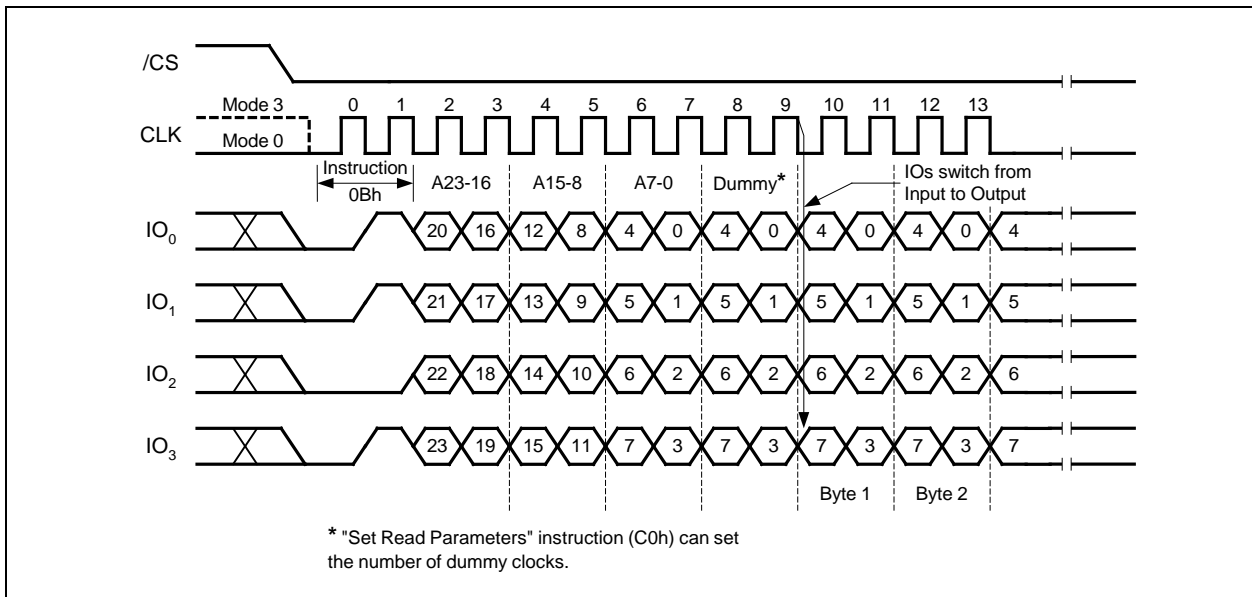 /CS
Mode 3 0 1 2 3 4 5 6 7 8 9 10 11 12 13
CLK Mode 0
Instruction
0Bh A23-16 A15-8 A7-0 Dummy* IOs switch from
Input to Output
IO0 20 16 12 8 4 0 4 0 4 0 4 0 4
IO1 21 17 13 9 5 1 5 1 5 1 5 1 5
IO2 22 18 14 10 6 2 6 2 6 2 6 2 6
IO3 23 19 15 11 7 3 7 3 7 3 7 3 7
Byte 1 Byte 2
* "Set Read Parameters" instruction (C0h) can set
the number of dummy clocks.